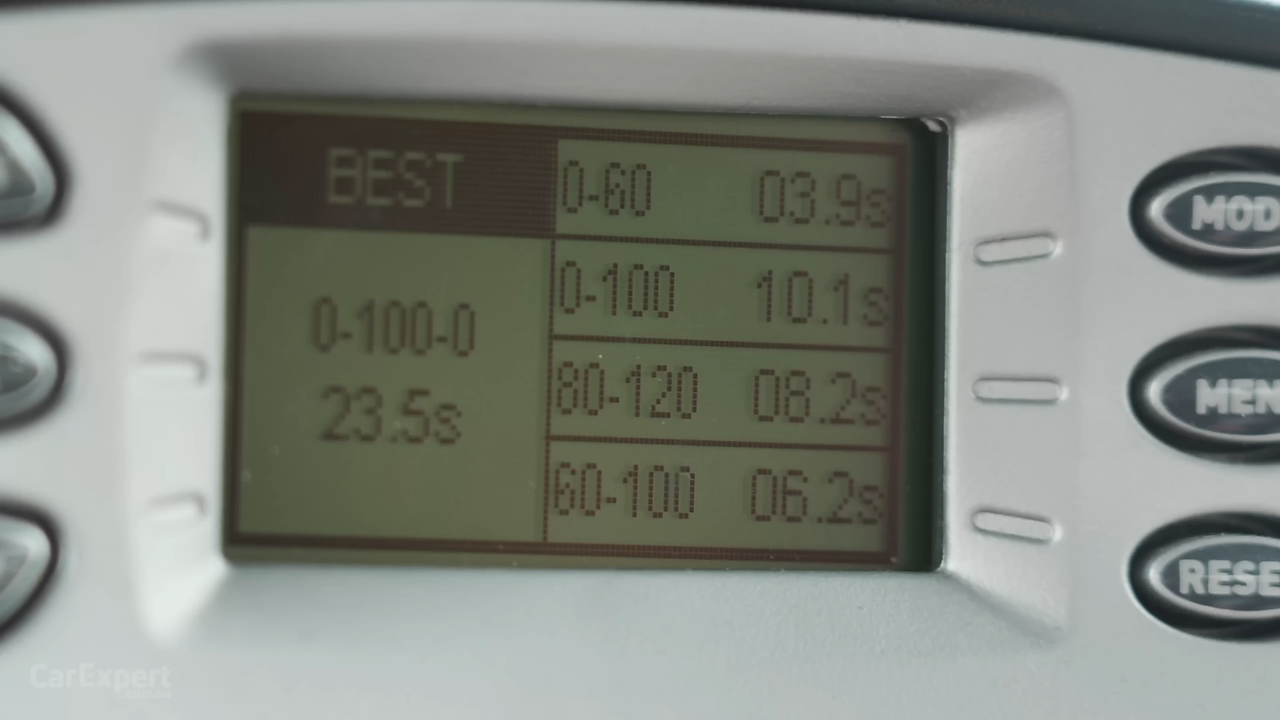 BEST
0-100-0
23.5s
0-60 03.9s
0-100 10.1s
80-120 08.2s
60-100 06.2s
MOD
MEN
RESE
CarExpert